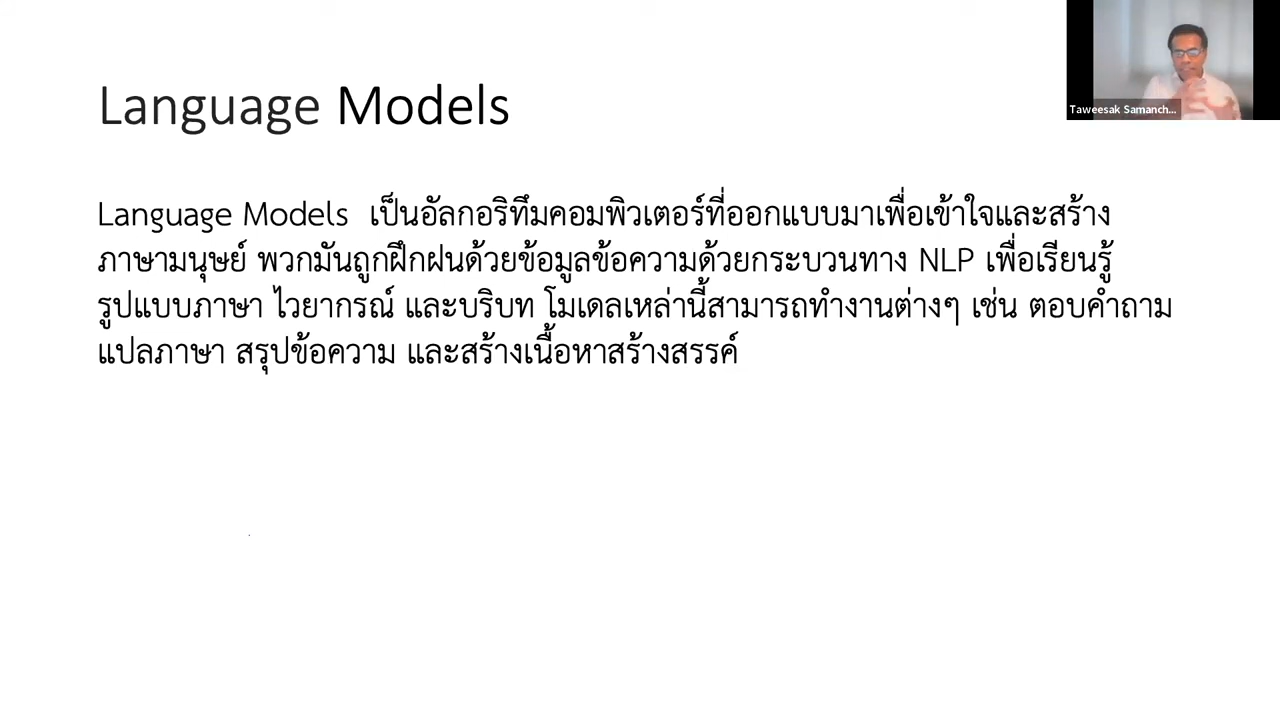 Language Models
Language Models เป็นอัลกอริทึมคอมพิวเตอร์ที่ออกแบบมาเพื่อเข้าใจและสร้าง
ภาษามนุษย์ พวกมันถูกฝึกฝนด้วยข้อมูลข้อความด้วยกระบวนทาง NLP เพื่อเรียนรู้
รูปแบบภาษา ไวยากรณ์ และบริบท โมเดลเหล่านี้สามารถทำงานต่างๆ เช่น ตอบคำถาม
แปลภาษา สรุปข้อความ และสร้างเนื้อหาสร้างสรรค์
Taweesak Samanch...